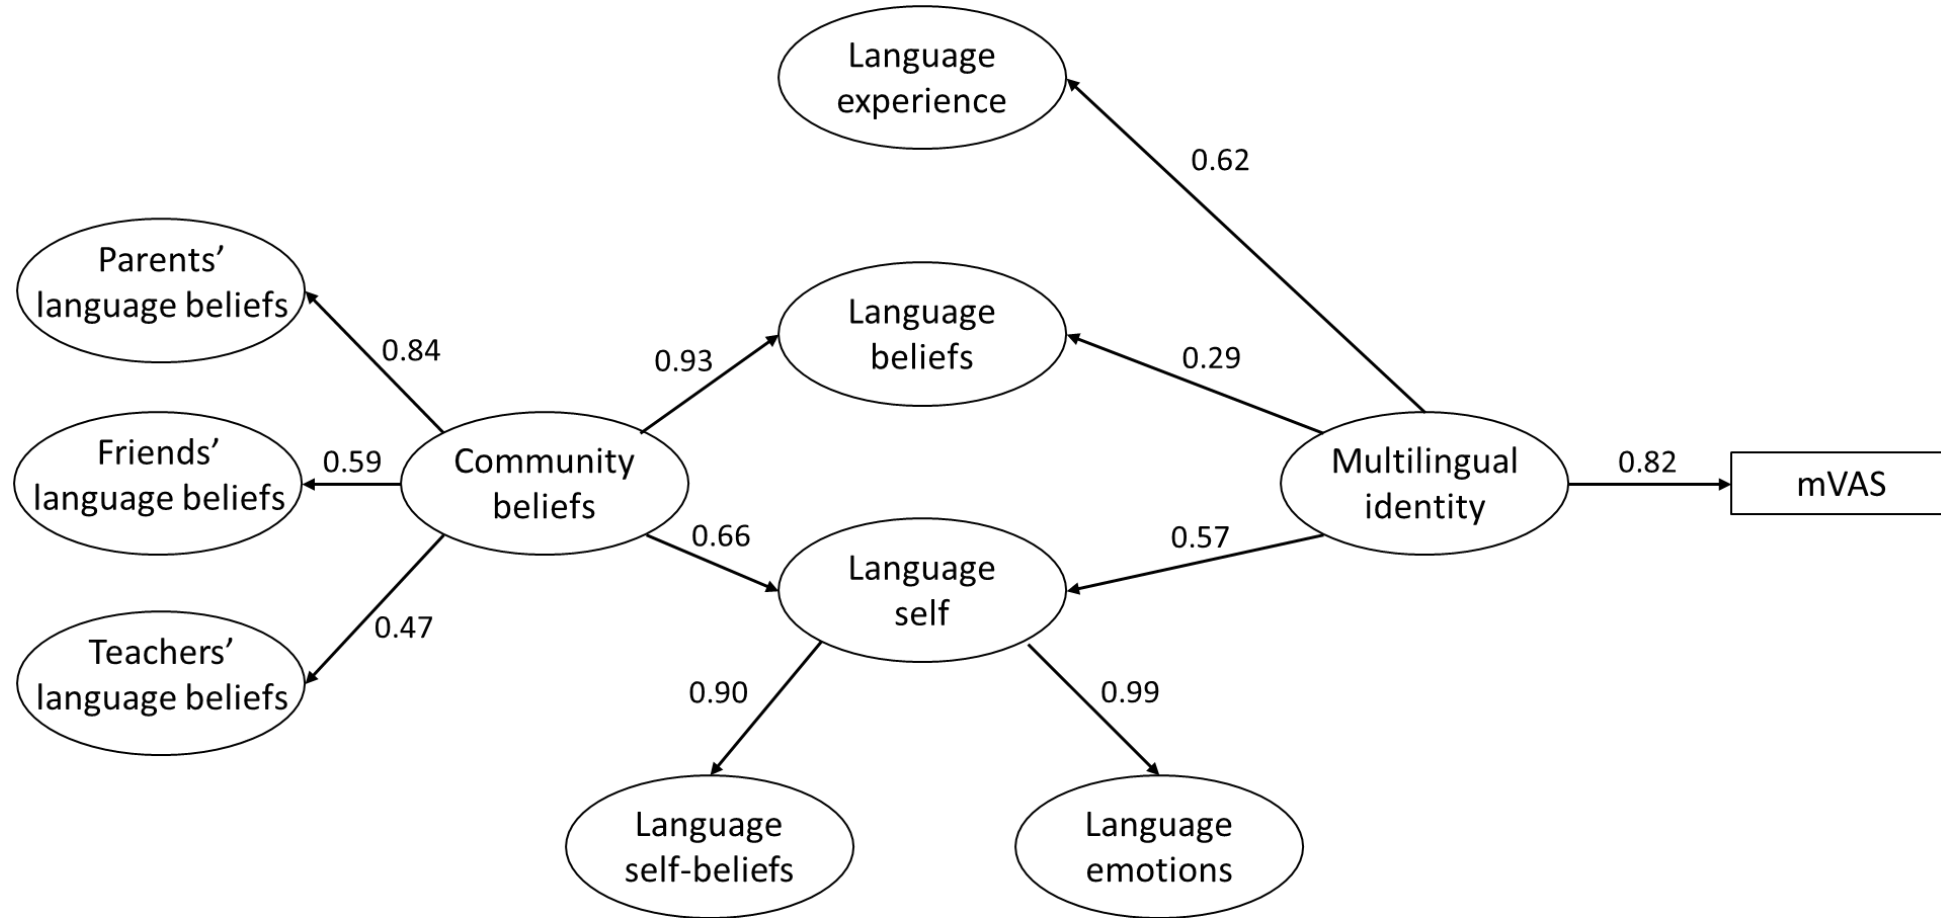 Language
experience
0.62
Parents’
language beliefs
0.84
0.93
Language
beliefs
0.29
Friends’
language beliefs
0.59
Community
beliefs
Multilingual
identity
0.82
mVAS
0.66
Language
self
0.57
0.47
Teachers’
language beliefs
0.90
0.99
Language
self-beliefs
Language
emotions